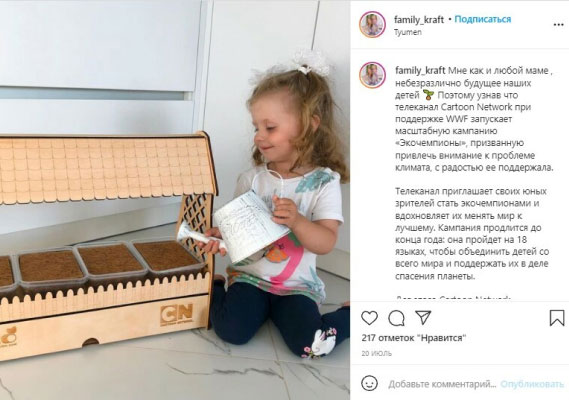 family_kraft • Подписаться
Tyumen
family_kraft Мне как и любой маме ,
небезразлично будущее наших
детей 🌱 Поэтому узнав что
телеканал Cartoon Network при
поддержке WWF запускает
масштабную кампанию
«Экочемпионы», призванную
привлечь внимание к проблеме
климата, с радостью ее поддержала.
Телеканал приглашает своих юных
зрителей стать экочемпионами и
вдохновляет их менять мир к
лучшему. Кампания продлится до
конца года: она пройдет на 18
языках, чтобы объединить детей со
всего мира и поддержать их в деле
спасения планеты.
CN
CARTOON NETWORK
217 отметок "Нравится"
20 ИЮЛЬ
Добавьте комментарий...
Опубликовать